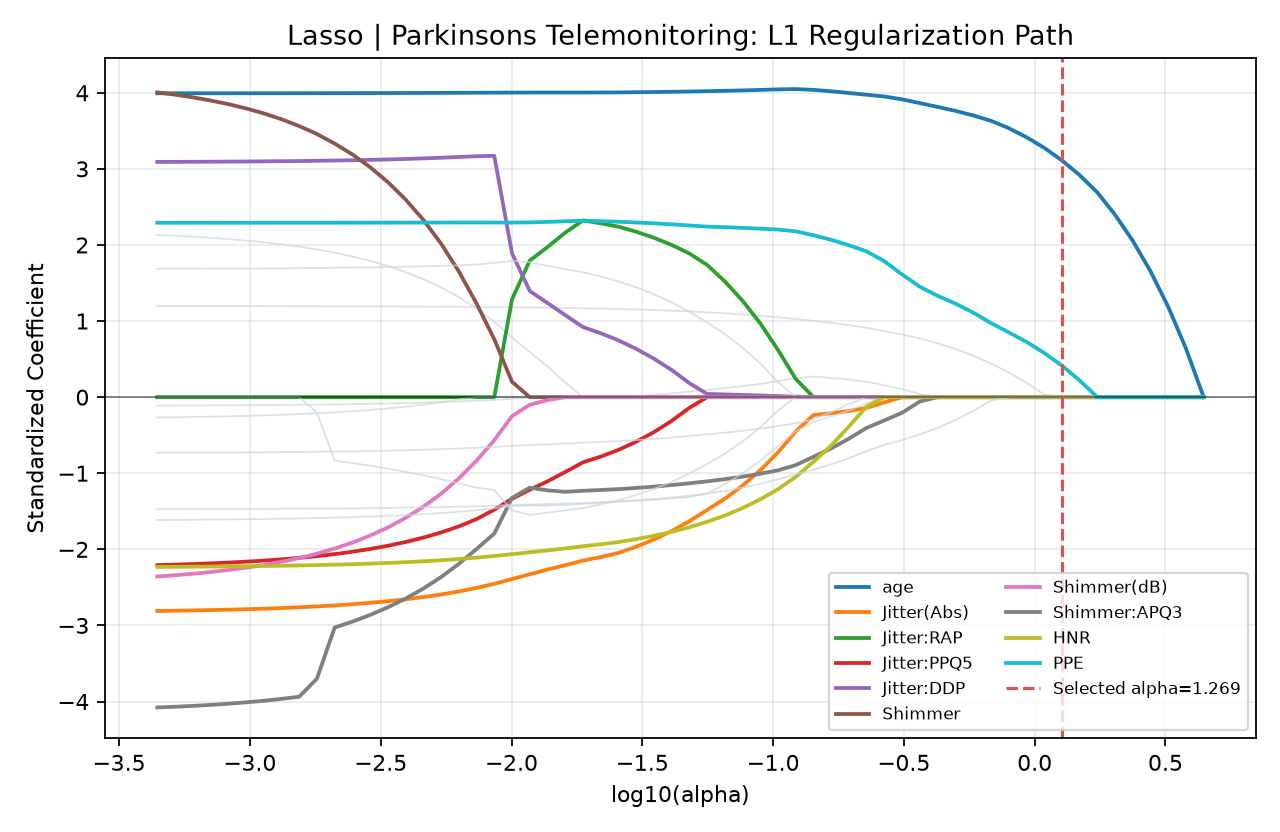 Lasso | Parkinsons Telemonitoring: L1 Regularization Path
Standardized Coefficient
4
3
2
1
0
−1
−2
−3
−4
age
Jitter(Abs)
Jitter:RAP
Jitter:PPQ5
Jitter:DDP
Shimmer
Shimmer(dB)
Shimmer:APQ3
HNR
PPE
Selected alpha=1.269
−3.5 −3.0 −2.5 −2.0 −1.5 −1.0 −0.5 0.0 0.5
log10(alpha)